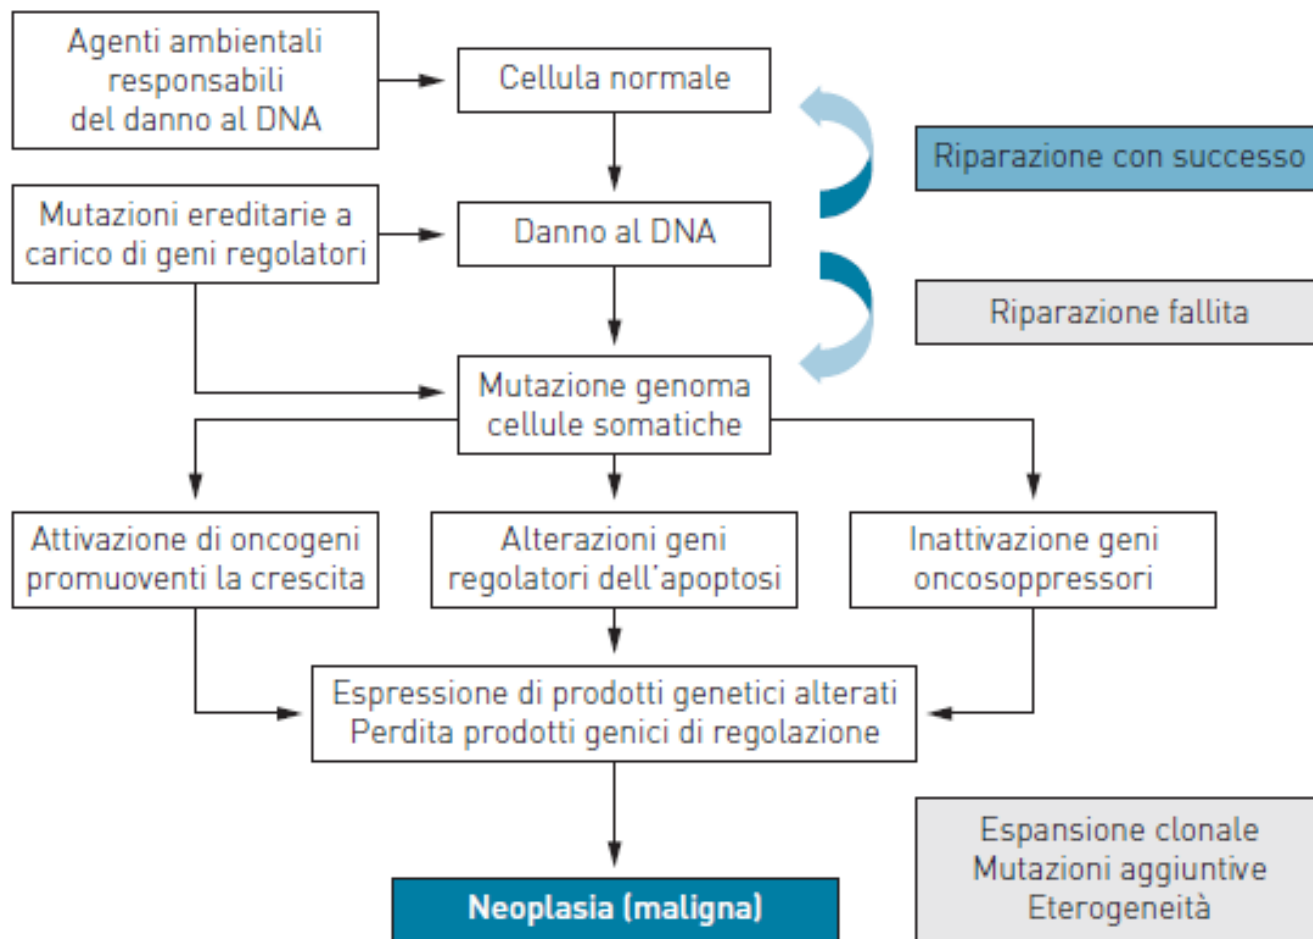 Agenti ambientali
responsabili
del danno al DNA
Cellula normale
Riparazione con successo
Mutazioni ereditarie a
carico di geni regolatori
Danno al DNA
Riparazione fallita
Mutazione genoma
cellule somatiche
Attivazione di oncogeni
promuoventi la crescita
Alterazioni geni
regolatori dell'apoptosi
Inattivazione geni
oncosoppressori
Espressione di prodotti genetici alterati
Perdita prodotti genici di regolazione
Espansione clonale
Mutazioni aggiuntive
Eterogeneità
Neoplasia (maligna)